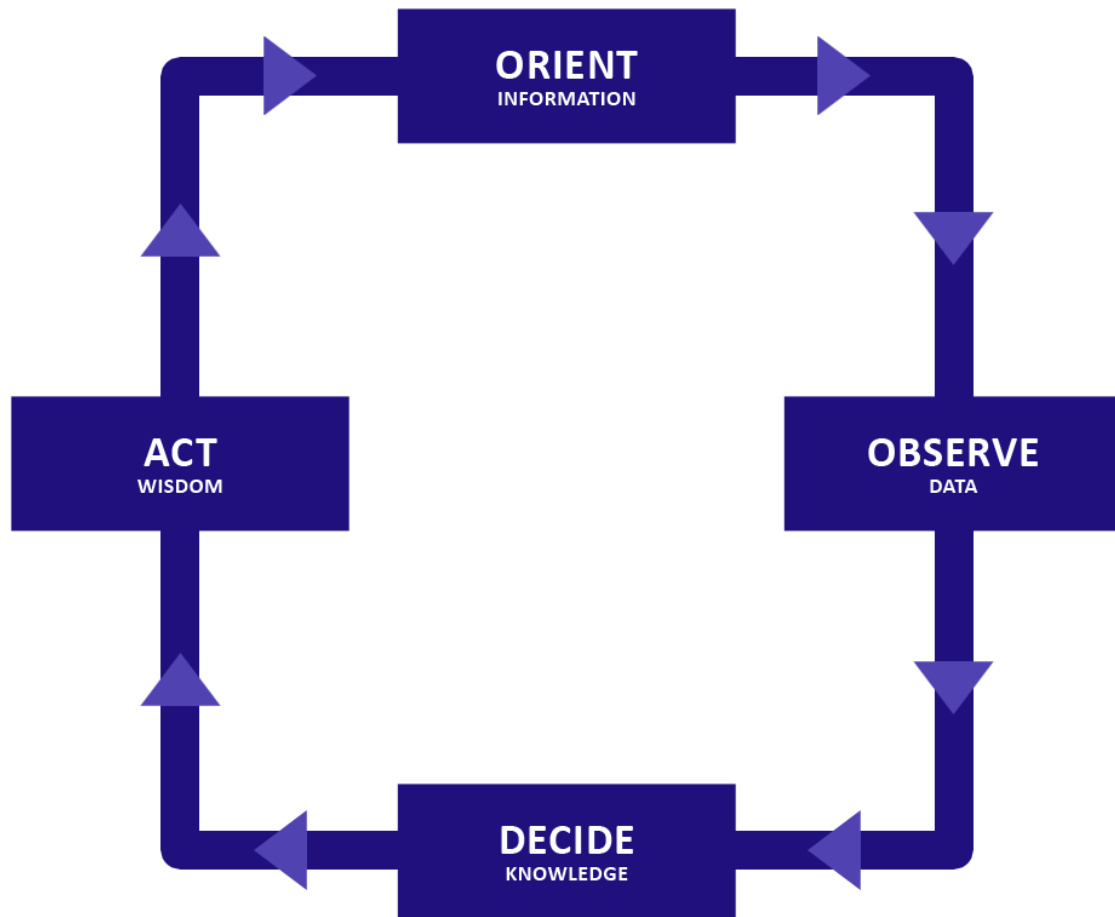 ORIENT
INFORMATION
ACT
WISDOM
OBSERVE
DATA
DECIDE
KNOWLEDGE